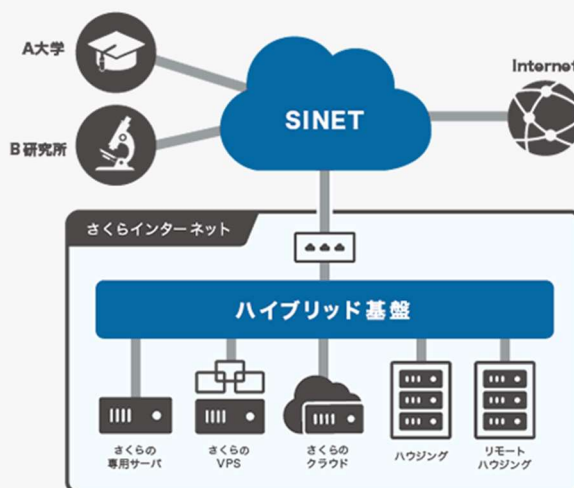 A大学
SINET
Internet
B研究所
さくらインターネット
ハイブリッド基盤
さくらの
専用サーバ
さくらの
VPS
さくらの
クラウド
ハウジング
リモート
ハウジング